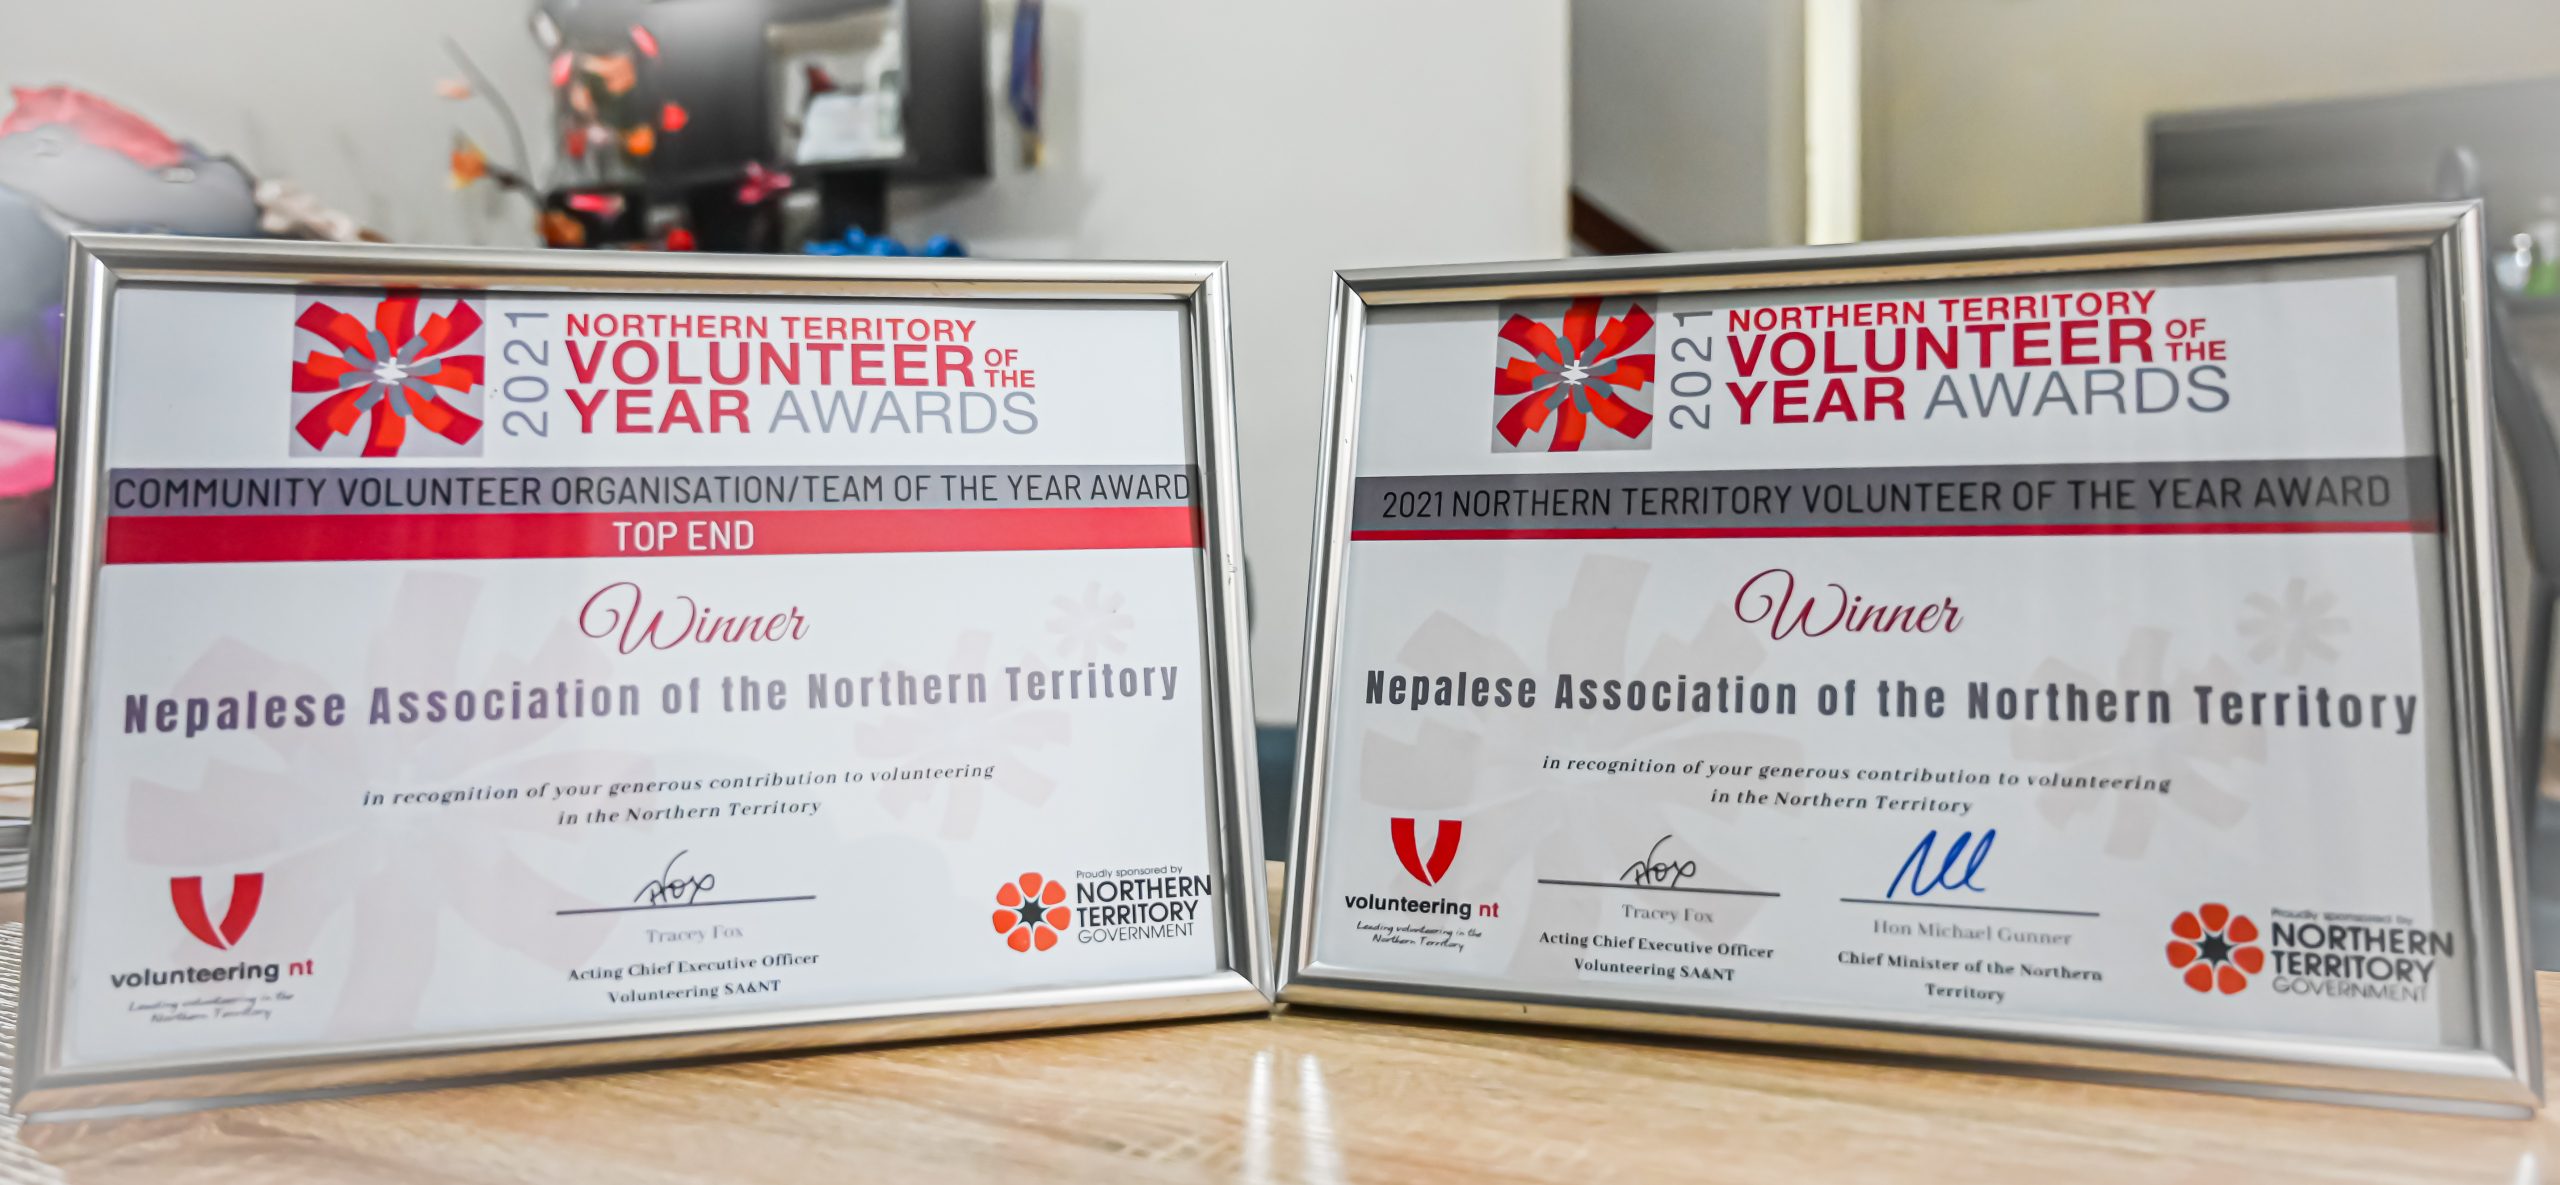 2021
NORTHERN TERRITORY
VOLUNTEER OF THE
YEAR AWARDS
COMMUNITY VOLUNTEER ORGANISATION/TEAM OF THE YEAR AWARD
TOP END
Winner
Nepalese Association of the Northern Territory
in recognition of your generous contribution to volunteering
in the Northern Territory
volunteering nt
Leading volunteering in the
Northern Territory
Tracey Fox
Acting Chief Executive Officer
Volunteering SA&NT
Proudly sponsored by
NORTHERN
TERRITORY
GOVERNMENT
2021
NORTHERN TERRITORY
VOLUNTEER OF THE
YEAR AWARDS
2021 NORTHERN TERRITORY VOLUNTEER OF THE YEAR AWARD
Winner
Nepalese Association of the Northern Territory
in recognition of your generous contribution to volunteering
in the Northern Territory
volunteering nt
Leading volunteering in the
Northern Territory
Tracey Fox
Acting Chief Executive Officer
Volunteering SA&NT
Hon Michael Gunner
Chief Minister of the Northern
Territory
Proudly sponsored by
NORTHERN
TERRITORY
GOVERNMENT